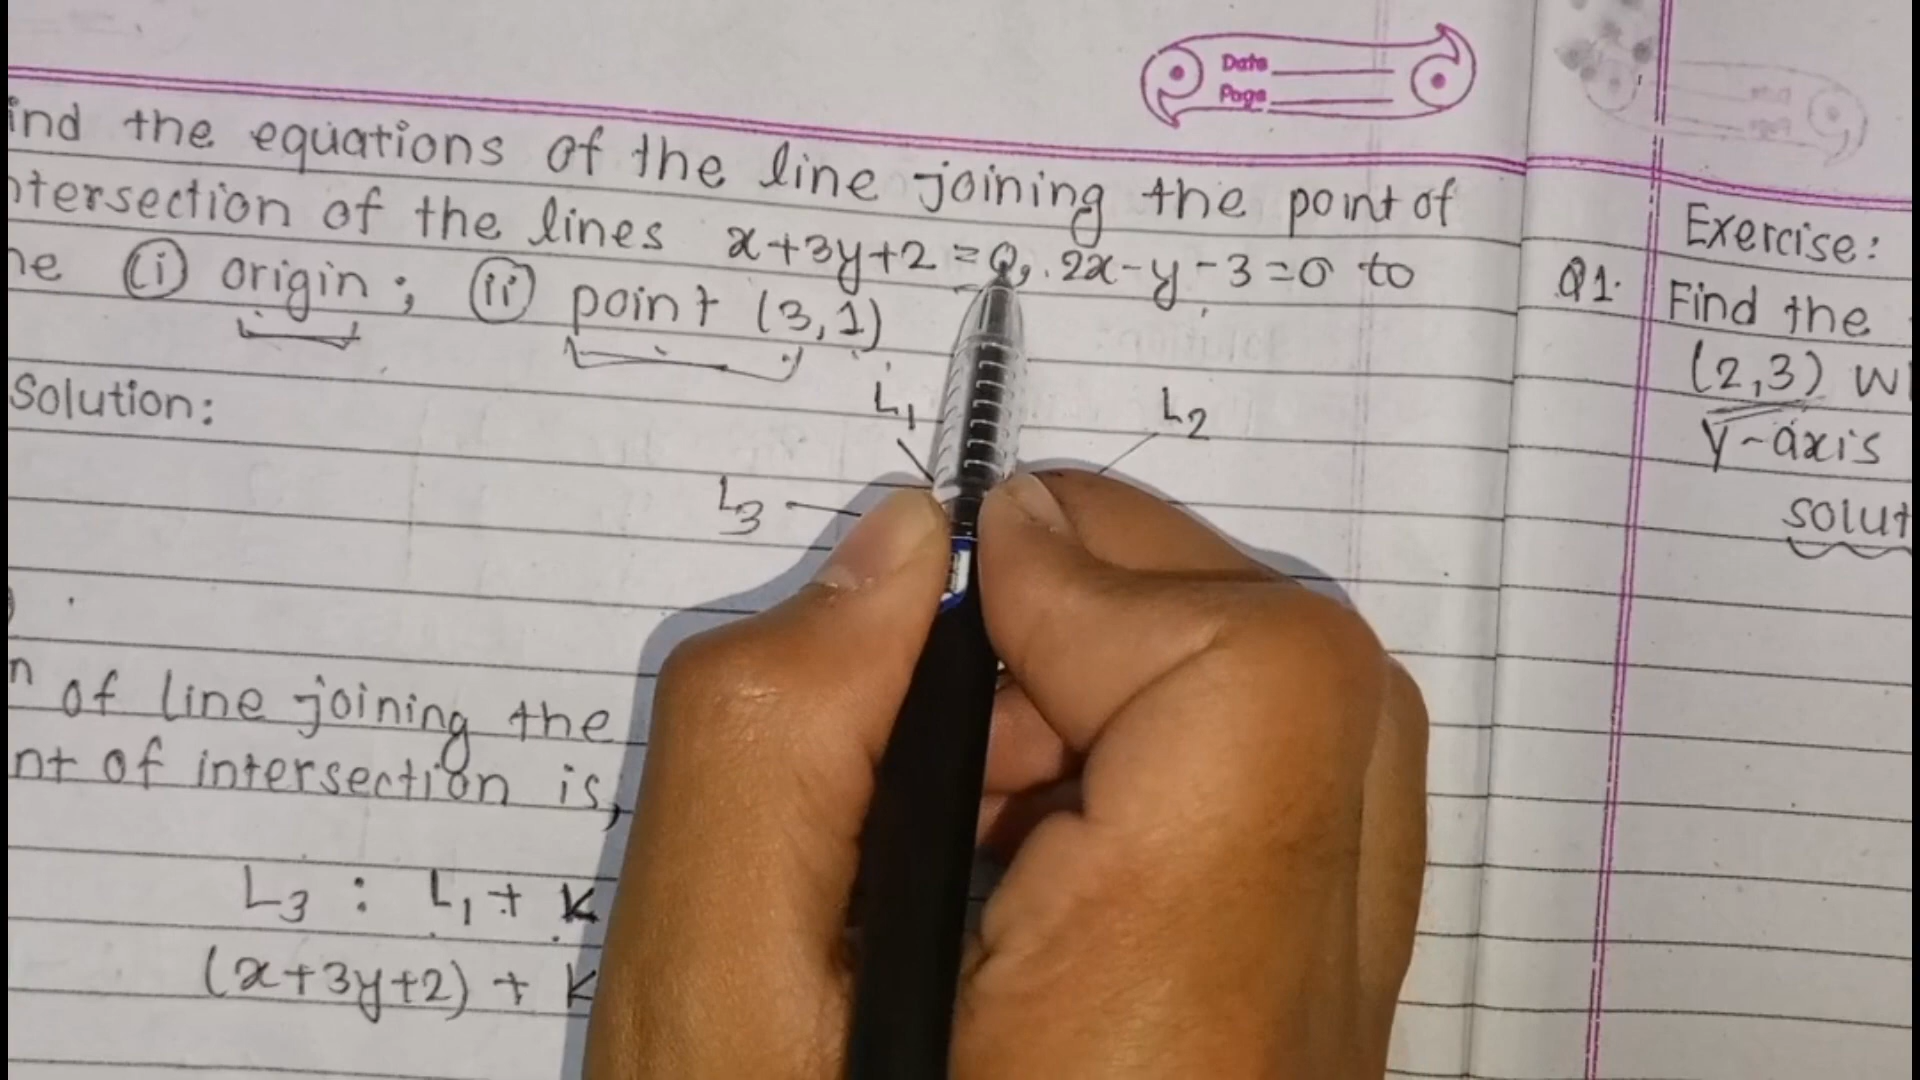 Date
Page
ind the equations of the line joining the point of
ntersection of the lines x+3y+2=0, 2x-y-3=0 to
he (i) origin; (ii) point (3,1)
Solution:
L1
L2
L3
n of line joining the
nt of intersection is,
L3 : L1 + K
(x+3y+2) + K
Exercise:
Q1. Find the
(2,3) w
y-axis
solut